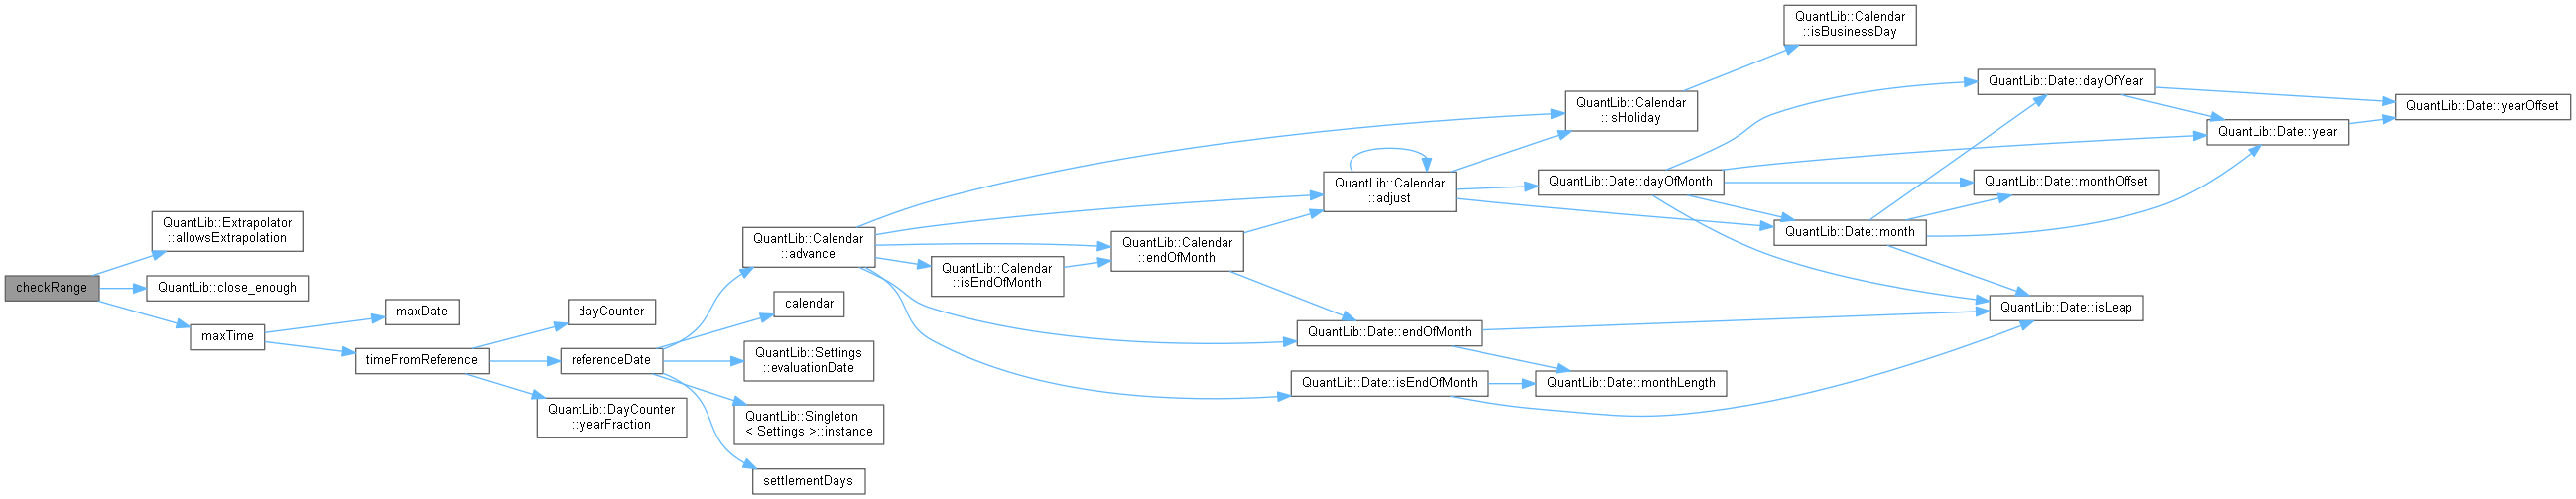 checkRange
QuantLib::Extrapolator
::allowsExtrapolation
QuantLib::close_enough
maxTime
maxDate
timeFromReference
dayCounter
referenceDate
QuantLib::DayCounter
::yearFraction
QuantLib::Calendar
::advance
calendar
QuantLib::Settings
::evaluationDate
QuantLib::Singleton
< Settings >::instance
settlementDays
QuantLib::Calendar
::isEndOfMonth
QuantLib::Calendar
::endOfMonth
QuantLib::Calendar
::adjust
QuantLib::Date::endOfMonth
QuantLib::Date::isEndOfMonth
QuantLib::Calendar
::isHoliday
QuantLib::Date::dayOfMonth
QuantLib::Date::monthLength
QuantLib::Calendar
::isBusinessDay
QuantLib::Date::month
QuantLib::Date::dayOfYear
QuantLib::Date::monthOffset
QuantLib::Date::isLeap
QuantLib::Date::year
QuantLib::Date::yearOffset